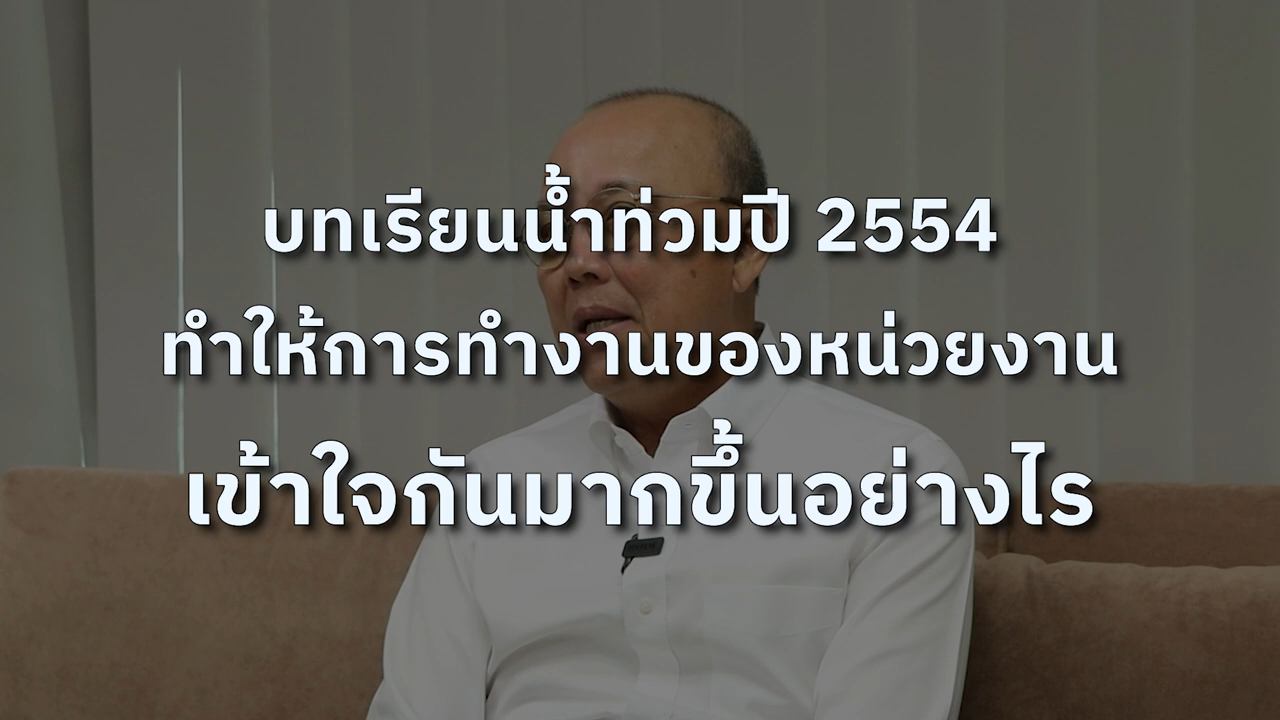 บทเรียนน้ำท่วมปี 2554
ทำให้การทำงานของหน่วยงาน
เข้าใจกันมากขึ้นอย่างไร